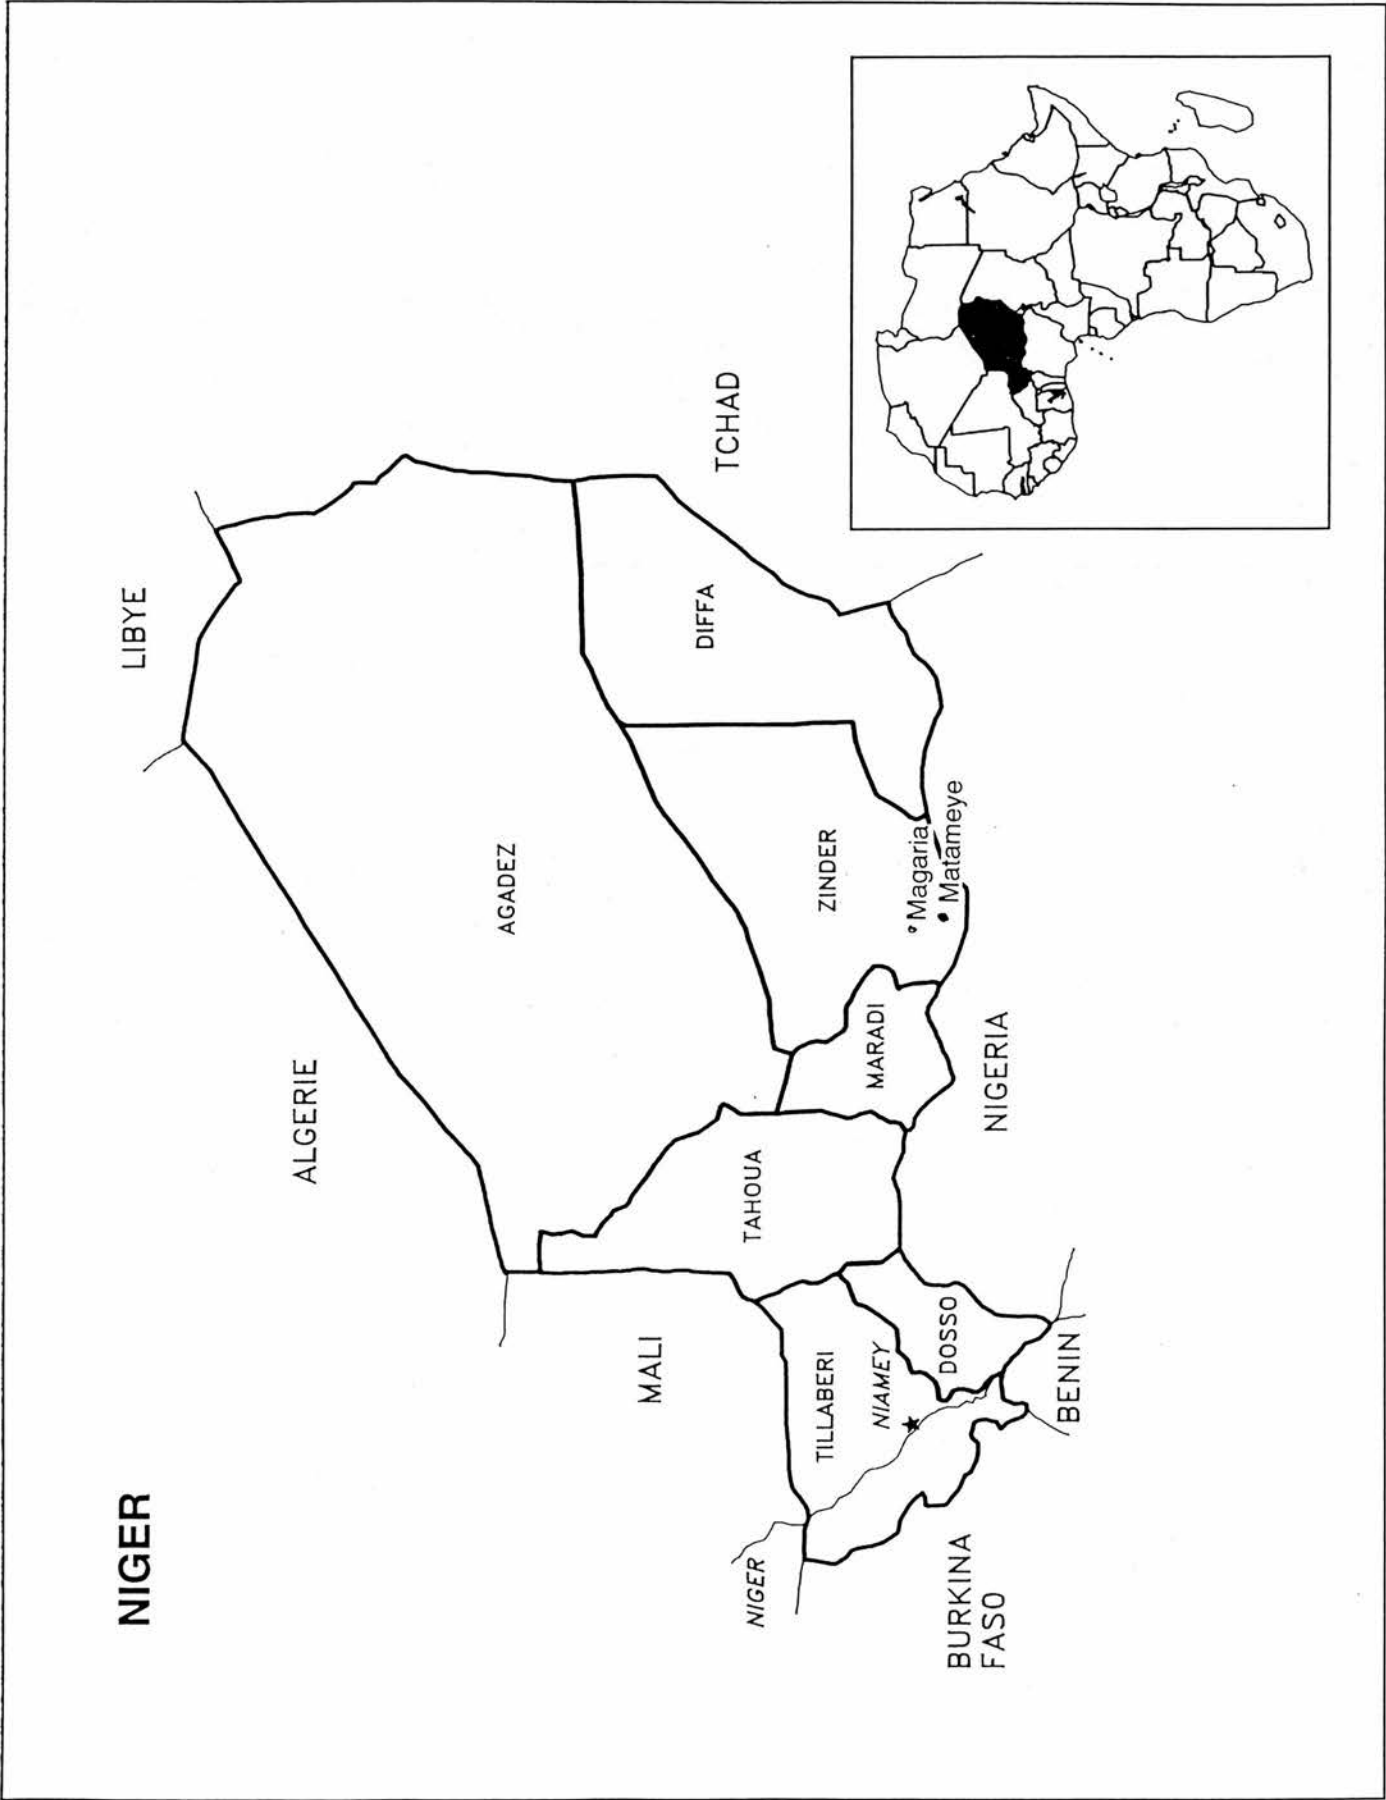 NIGER
LIBYE
ALGERIE
TCHAD
AGADEZ
DIFFA
MALI
TAHOUA
ZINDER
NIGER
TILLABERI
MARADI
NIAMEY
Magaria
Matameye
DOSSO
BURKINA
FASO
NIGERIA
BENIN